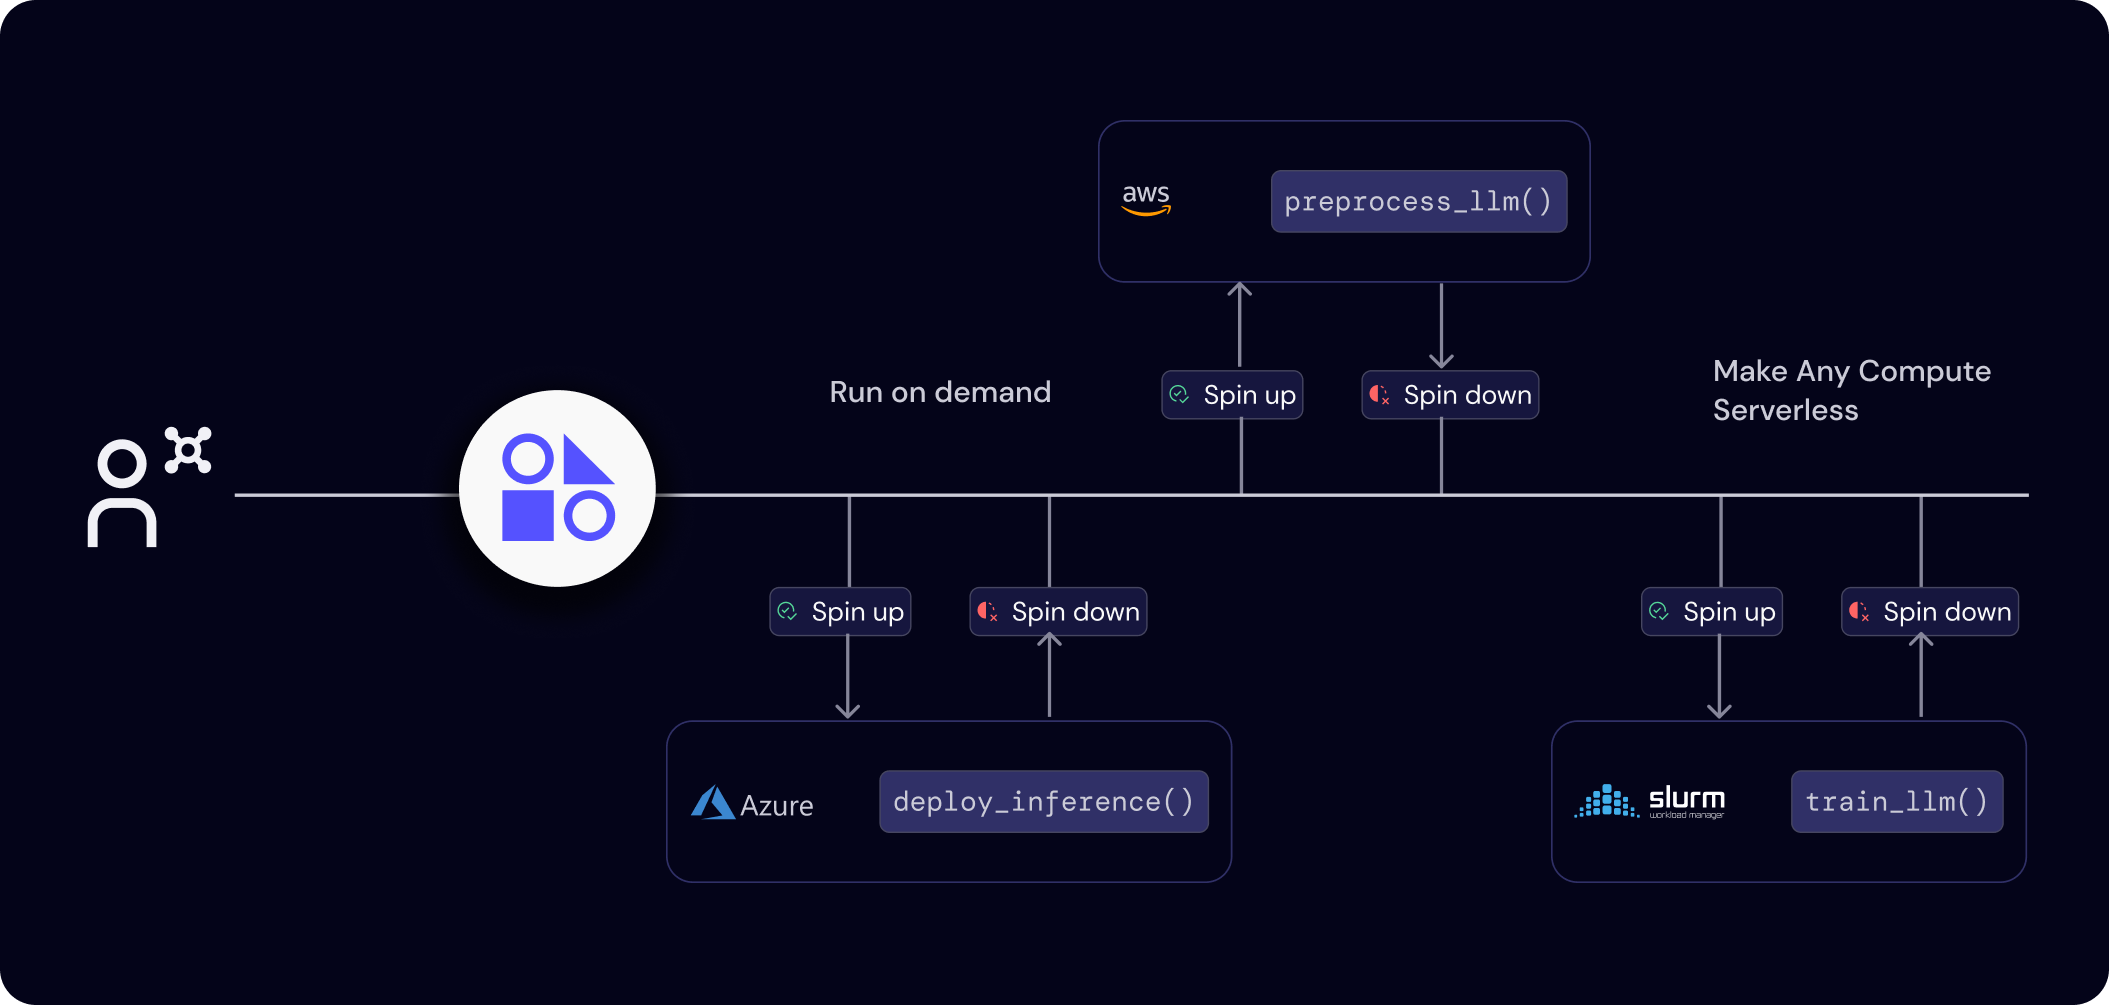 aws
preprocess_llm()
Run on demand
Spin up
Spin down
Make Any Compute
Serverless
Spin up
Spin down
Spin up
Spin down
Azure
deploy_inference()
slurm
workload manager
train_llm()